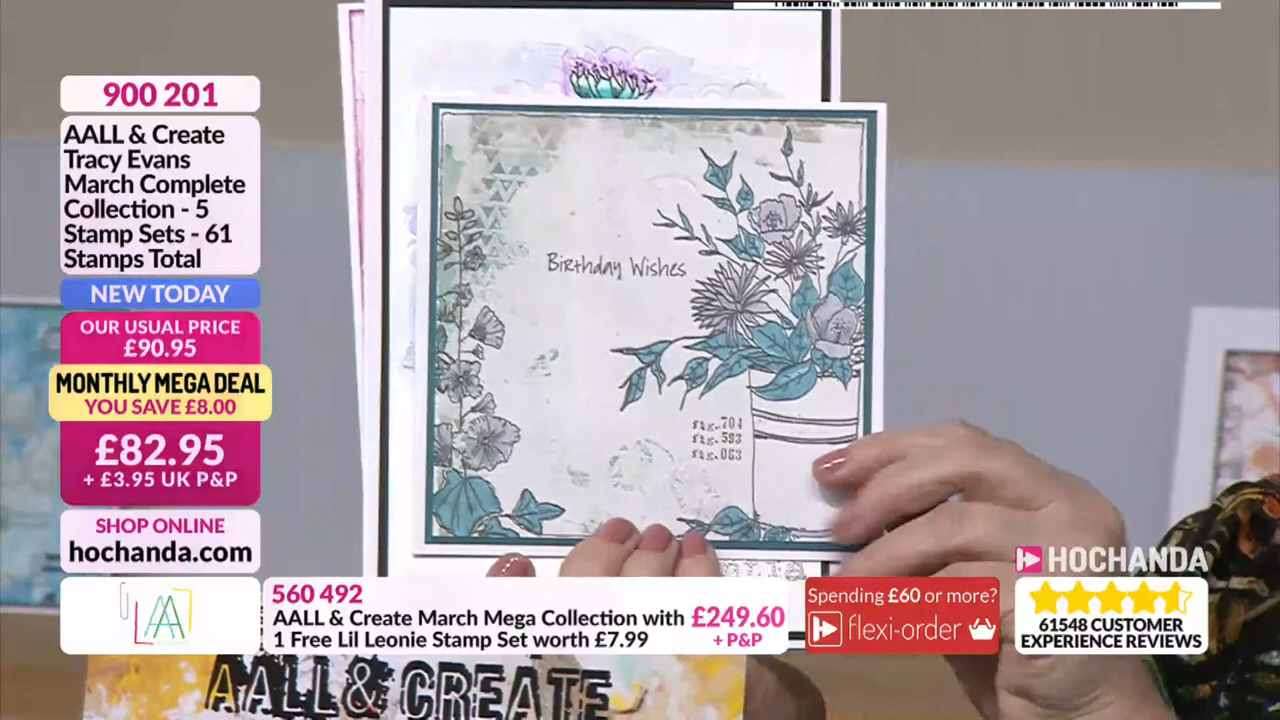 900 201
AALL & Create
Tracy Evans
March Complete
Collection - 5
Stamp Sets - 61
Stamps Total
NEW TODAY
OUR USUAL PRICE
£90.95
MONTHLY MEGA DEAL
YOU SAVE £8.00
£82.95
+ £3.95 UK P&P
SHOP ONLINE
hochanda.com
Birthday Wishes
fig.704
fig.593
fig.063
HOCHANDA
61548 CUSTOMER
EXPERIENCE REVIEWS
LAA
560 492
AALL & Create March Mega Collection with
1 Free Lil Leonie Stamp Set worth £7.99
£249.60
+ P&P
Spending £60 or more?
flexi-order
AALL & CREATE